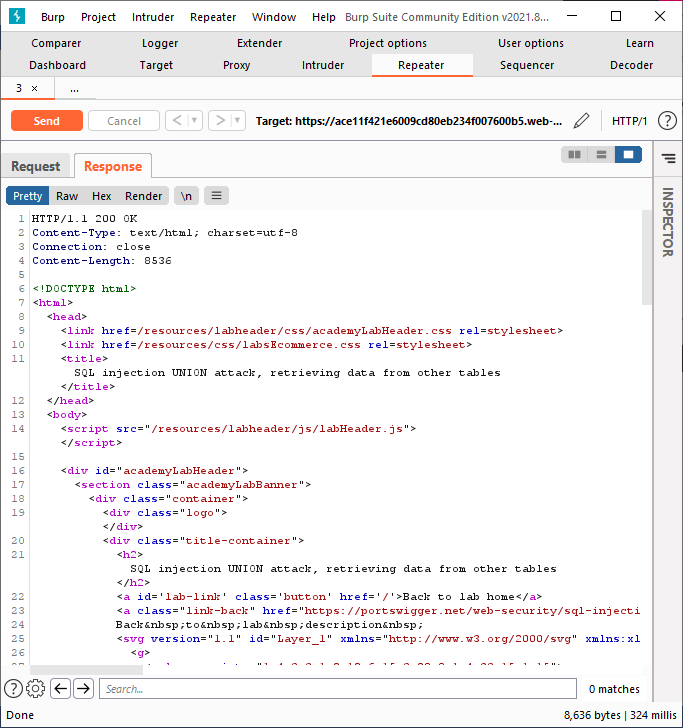 Burp Project Intruder Repeater Window Help Burp Suite Community Edition v2021.8...
Comparer Logger Extender Project options User options Learn
Dashboard Target Proxy Intruder Repeater Sequencer Decoder
3 × ...
Send Cancel < > Target: https://ace11f421e6009cd80eb234f007600b5.web-... HTTP/1 ?
Request Response
Pretty Raw Hex Render \n
INSPECTOR
1 HTTP/1.1 200 OK
2 Content-Type: text/html; charset=utf-8
3 Connection: close
4 Content-Length: 8536
5
6 <!DOCTYPE html>
7 <html>
8 <head>
9 <link href=/resources/labheader/css/academyLabHeader.css rel=stylesheet>
10 <link href=/resources/css/labsEcommerce.css rel=stylesheet>
11 <title>
SQL injection UNION attack, retrieving data from other tables
</title>
12 </head>
13 <body>
14 <script src="/resources/labheader/js/labHeader.js">
</script>
15
16 <div id="academyLabHeader">
17 <section class="academyLabBanner">
18 <div class="container">
19 <div class="logo">
</div>
20 <div class="title-container">
21 <h2>
SQL injection UNION attack, retrieving data from other tables
</h2>
22 <a id='lab-link' class='button' href='/'>Back to lab home</a>
23 <a class="link-back" href="https://portswigger.net/web-security/sql-injecti
24 Back&nbsp;to&nbsp;lab&nbsp;description&nbsp;
25 <svg version="1.1" id="Layer_1" xmlns="http://www.w3.org/2000/svg" xmlns:xl
26 <g>
? Search... 0 matches
Done 8,636 bytes | 324 millis